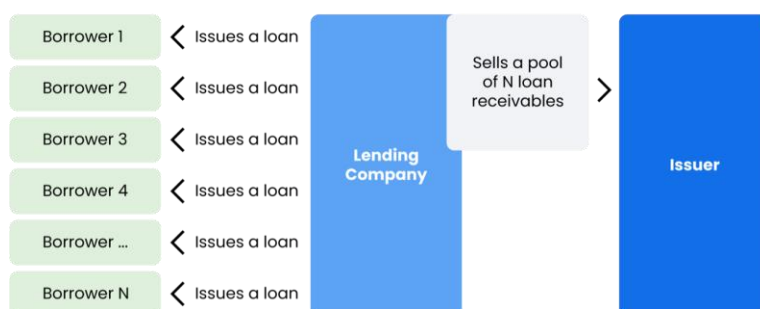 Borrower 1
Issues a loan
Borrower 2
Issues a loan
Borrower 3
Issues a loan
Borrower 4
Issues a loan
Borrower ...
Issues a loan
Borrower N
Issues a loan
Lending
Company
Sells a pool
of N loan
receivables
Issuer